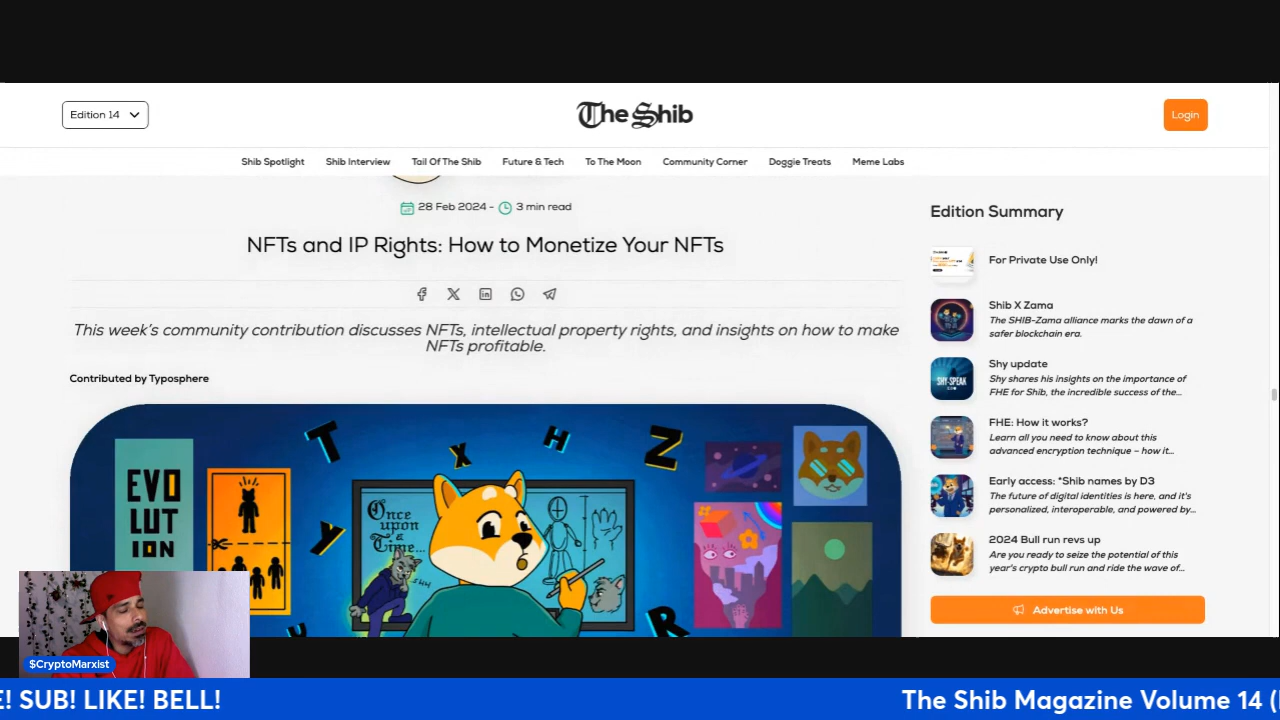 Edition 14
The Shib
Login
Shib Spotlight
Shib Interview
Tail Of The Shib
Future & Tech
To The Moon
Community Corner
Doggie Treats
Meme Labs
28 Feb 2024 -
3 min read
NFTs and IP Rights: How to Monetize Your NFTs
This week's community contribution discusses NFTs, intellectual property rights, and insights on how to make
NFTs profitable.
Contributed by Typosphere
T
X
H
Z
Y
R
EVO
LUT
ION
Once
upon
a
Time...
Edition Summary
For Private Use Only!
Shib X Zama
The SHIB-Zama alliance marks the dawn of a
safer blockchain era.
Shy update
Shy shares his insights on the importance of
FHE for Shib, the incredible success of the...
SHY-SPEAK
FHE: How it works?
Learn all you need to know about this
advanced encryption technique – how it...
Early access: "Shib names by D3
The future of digital identities is here, and it's
personalized, interoperable, and powered by...
2024 Bull run revs up
Are you ready to seize the potential of this
year's crypto bull run and ride the wave of...
Advertise with Us
$CryptoMarxist
E! SUB! LIKE! BELL!
The Shib Magazine Volume 14 (